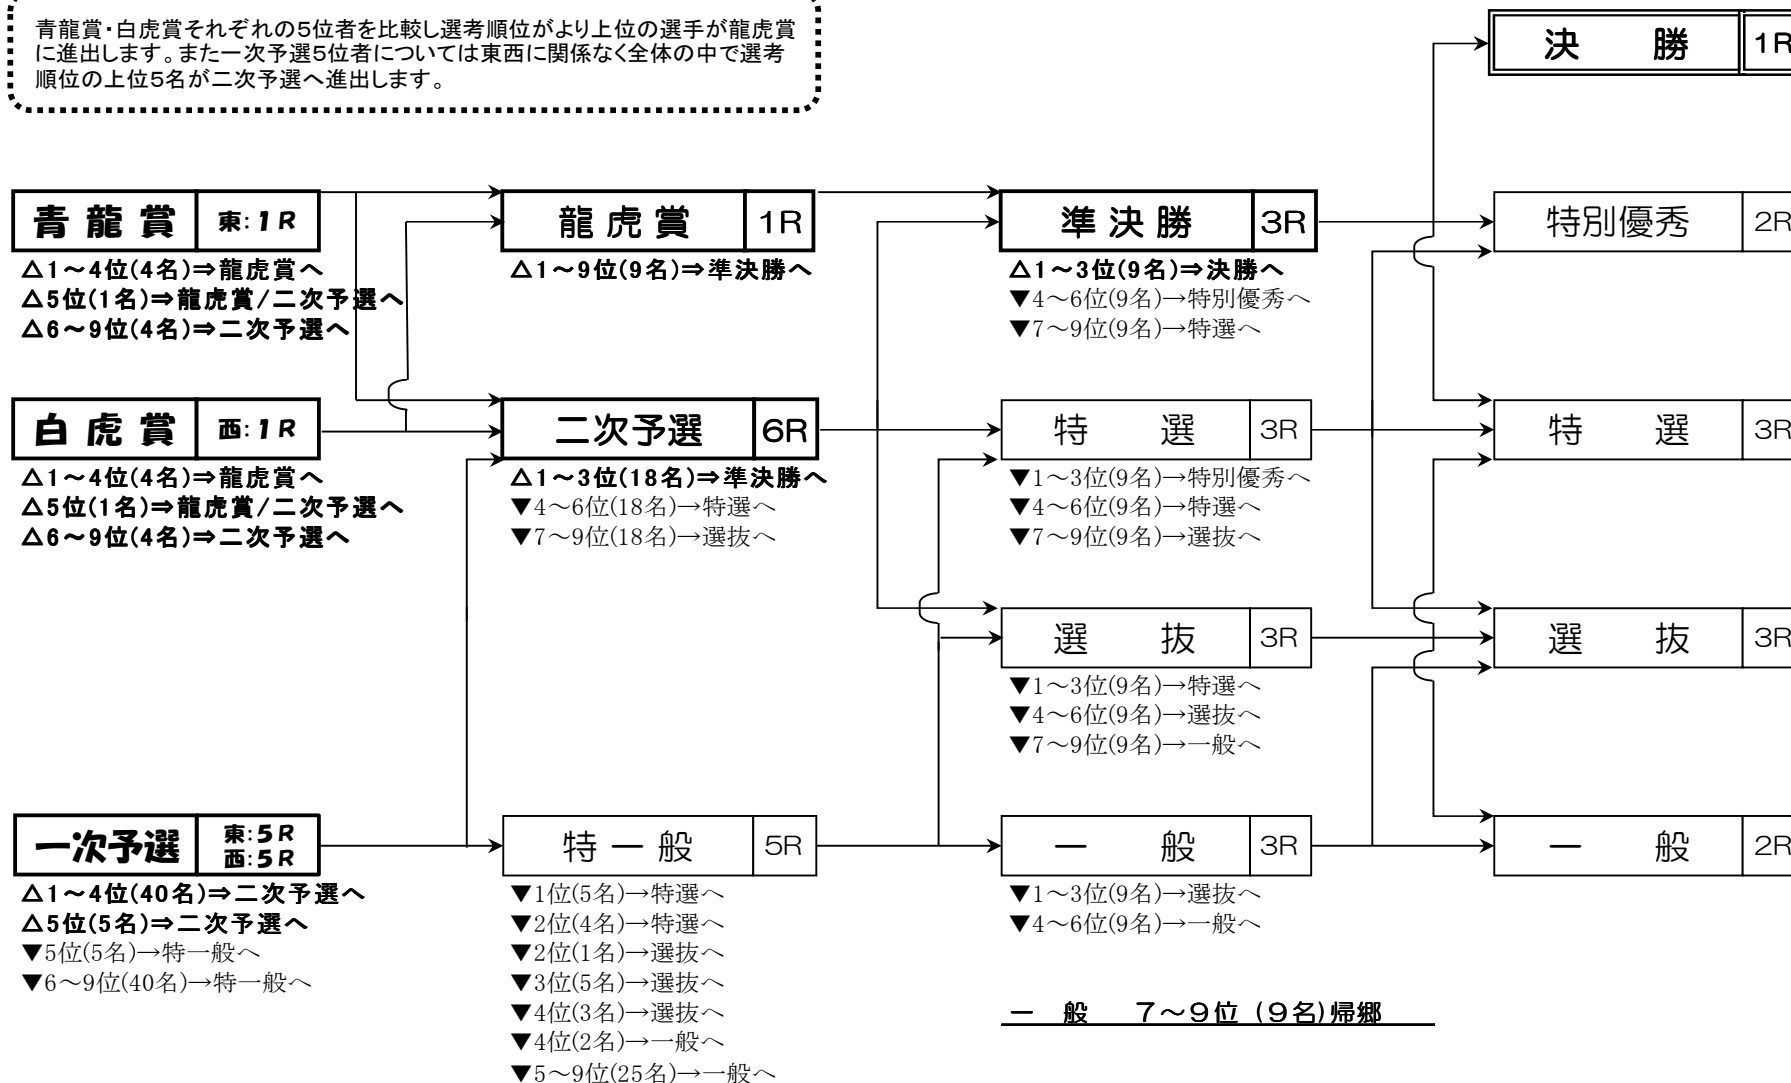 青龍賞・白虎賞それぞれの5位者を比較し選考順位がより上位の選手が龍虎賞
に進出します。また一次予選5位者については東西に関係なく全体の中で選考
順位の上位5名が二次予選へ進出します。
決 勝 1R
青龍賞 東:1R
△1～4位(4名)⇒龍虎賞へ
△5位(1名)⇒龍虎賞/二次予選へ
△6～9位(4名)⇒二次予選へ
龍虎賞 1R
△1～9位(9名)⇒準決勝へ
準決勝 3R
△1～3位(9名)⇒決勝へ
▼4～6位(9名)→特別優秀へ
▼7～9位(9名)→特選へ
特別優秀 2R
白虎賞 西:1R
△1～4位(4名)⇒龍虎賞へ
△5位(1名)⇒龍虎賞/二次予選へ
△6～9位(4名)⇒二次予選へ
二次予選 6R
△1～3位(18名)⇒準決勝へ
▼4～6位(18名)→特選へ
▼7～9位(18名)→選抜へ
特 選 3R
▼1～3位(9名)→特別優秀へ
▼4～6位(9名)→特選へ
▼7～9位(9名)→選抜へ
特 選 3R
選 抜 3R
▼1～3位(9名)→特選へ
▼4～6位(9名)→選抜へ
▼7～9位(9名)→一般へ
選 抜 3R
一次予選 東:5R
西:5R
△1～4位(40名)⇒二次予選へ
△5位(5名)⇒二次予選へ
▼5位(5名)→特一般へ
▼6～9位(40名)→特一般へ
特一般 5R
▼1位(5名)→特選へ
▼2位(4名)→特選へ
▼2位(1名)→選抜へ
▼3位(5名)→選抜へ
▼4位(3名)→選抜へ
▼4位(2名)→一般へ
▼5～9位(25名)→一般へ
一 般 3R
▼1～3位(9名)→選抜へ
▼4～6位(9名)→一般へ
一 般 7～9位 (9名)帰郷
一 般 2R